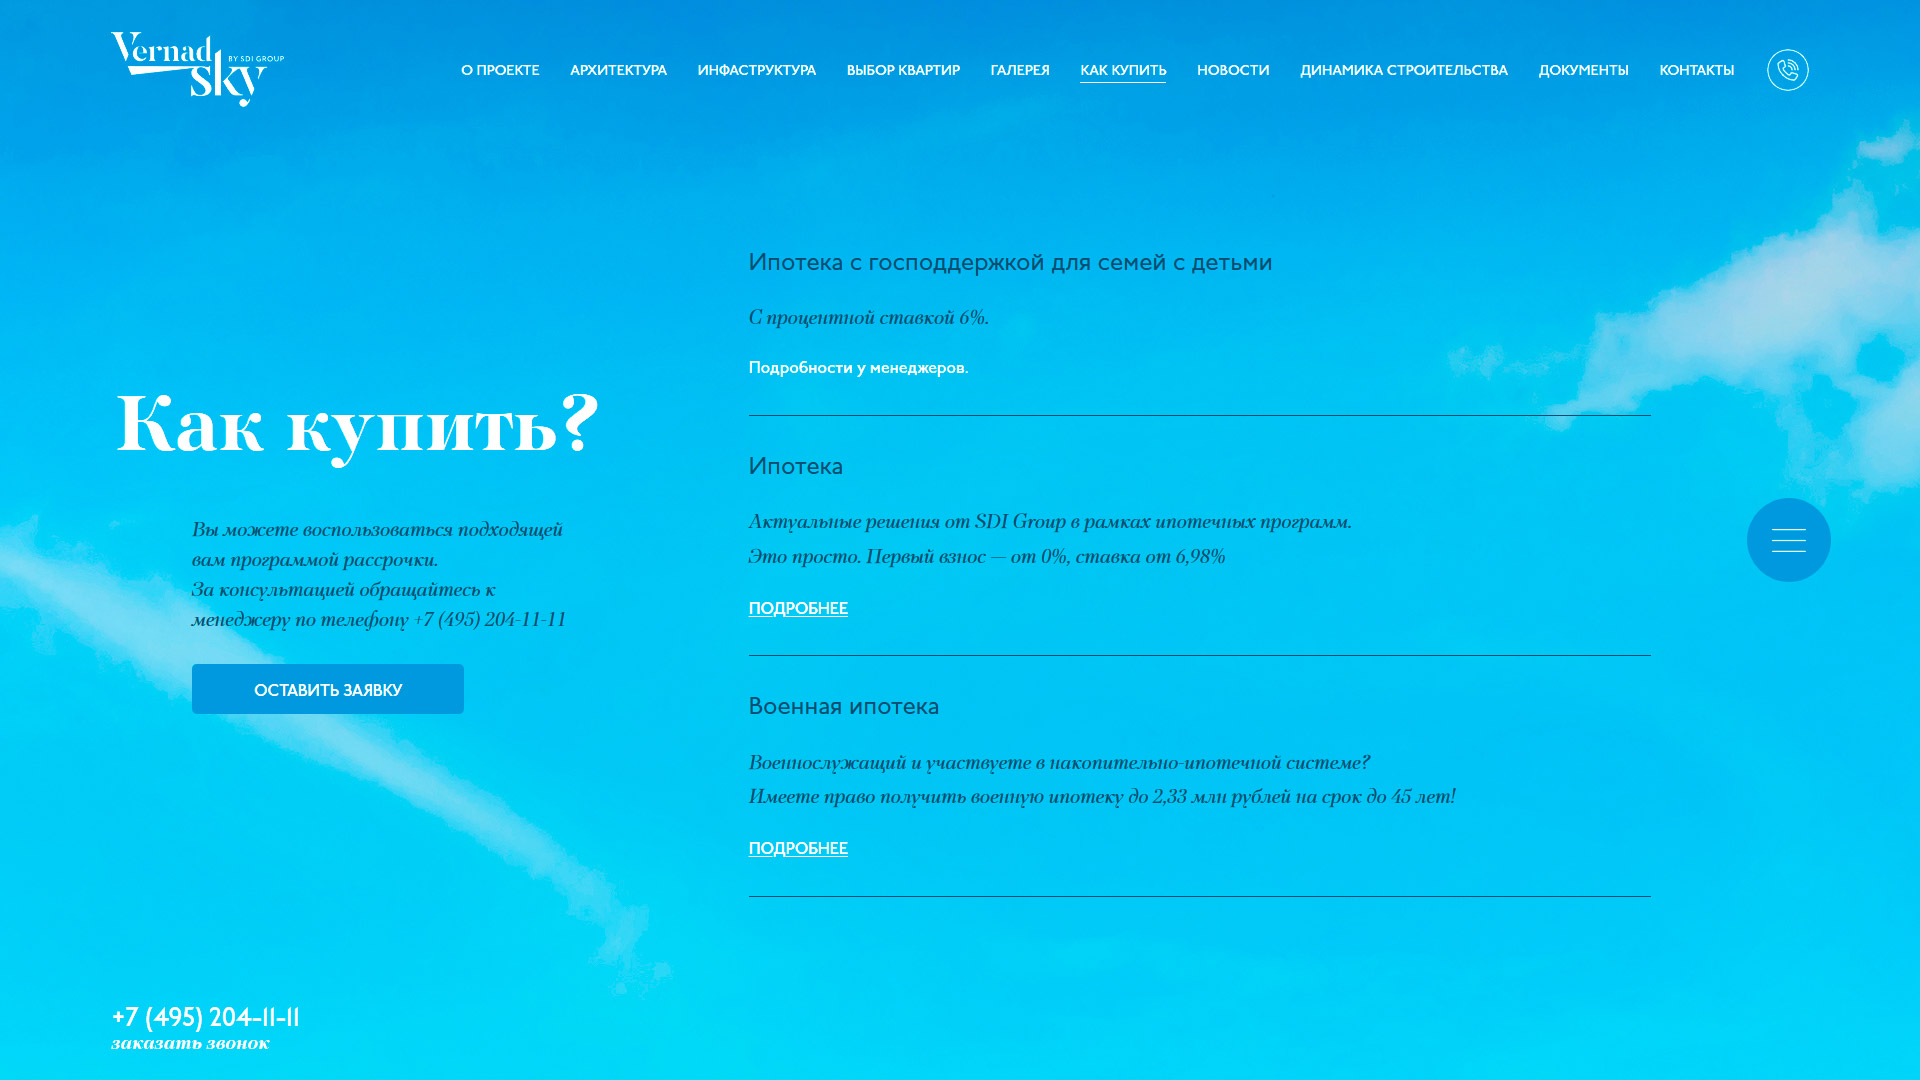 Vernad
sky
BY SDI GROUP
О ПРОЕКТЕ АРХИТЕКТУРА ИНФАСТРУКТУРА ВЫБОР КВАРТИР ГАЛЕРЕЯ КАК КУПИТЬ НОВОСТИ ДИНАМИКА СТРОИТЕЛЬСТВА ДОКУМЕНТЫ КОНТАКТЫ
Как купить?
Вы можете воспользоваться подходящей
вам программой рассрочки.
За консультацией обращайтесь к
менеджеру по телефону +7 (495) 204-11-11
ОСТАВИТЬ ЗАЯВКУ
Ипотека с господдержкой для семей с детьми
С процентной ставкой 6%.
Подробности у менеджеров.
Ипотека
Актуальные решения от SDI Group в рамках ипотечных программ.
Это просто. Первый взнос — от 0%, ставка от 6,98%
ПОДРОБНЕЕ
Военная ипотека
Военнослужащий и участвуете в накопительно-ипотечной системе?
Имеете право получить военную ипотеку до 2,33 млн рублей на срок до 45 лет!
ПОДРОБНЕЕ
+7 (495) 204-11-11
заказать звонок